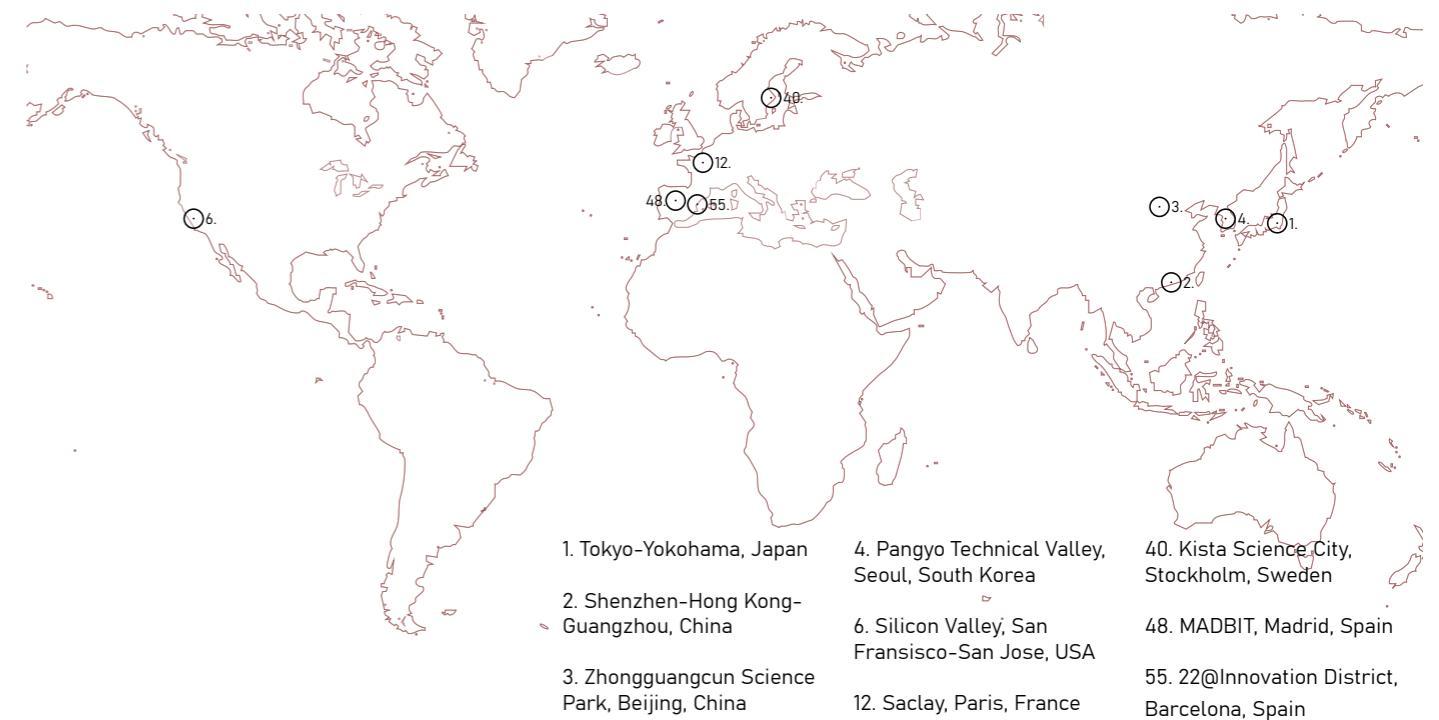 40.
12.
48.
55.
6.
3.
4.
1.
2.
1. Tokyo-Yokohama, Japan
2. Shenzhen-Hong Kong-
Guangzhou, China
3. Zhongguangcun Science
Park, Beijing, China
4. Pangyo Technical Valley,
Seoul, South Korea
6. Silicon Valley, San
Fransisco-San Jose, USA
12. Saclay, Paris, France
40. Kista Science City,
Stockholm, Sweden
48. MADBIT, Madrid, Spain
55. 22@Innovation District,
Barcelona, Spain